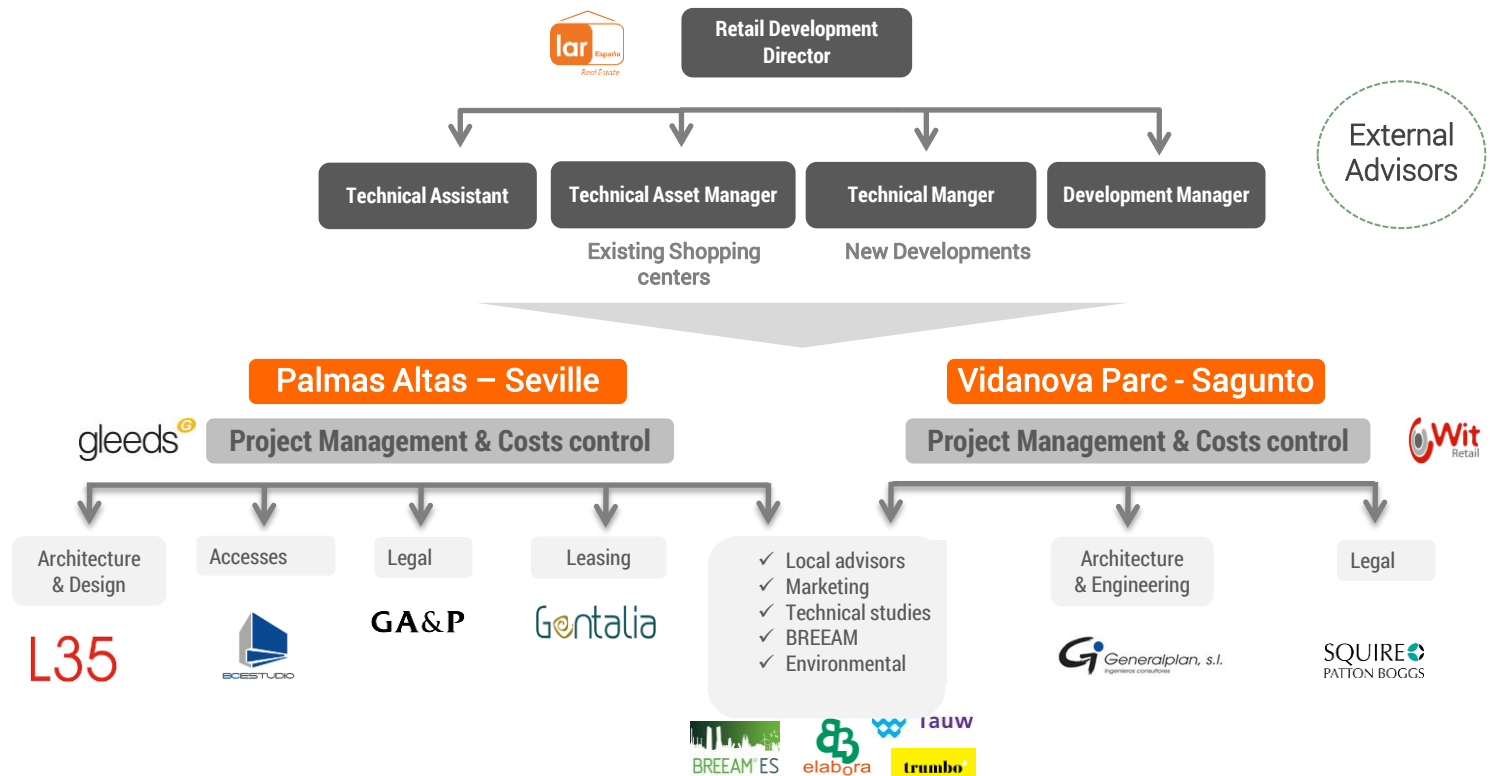 lar
España
Real Estate
Retail Development
Director
External
Advisors
Technical Assistant
Technical Asset Manager
Technical Manger
Development Manager
Existing Shopping
centers
New Developments
Palmas Altas – Seville
Vidanova Parc - Sagunto
gleeds G
Project Management & Costs control
Project Management & Costs control
Wit
Retail
Architecture
& Design
Accesses
Legal
Leasing
✓ Local advisors
✓ Marketing
✓ Technical studies
✓ BREEAM
✓ Environmental
Architecture
& Engineering
Legal
L35
BCESTUDIO
GA&P
Gentalia
Generalplan, s.l.
Ingenieros consultores
SQUIRE
PATTON BOGGS
BREEAM® ES
elabora
Tauw
trumbo